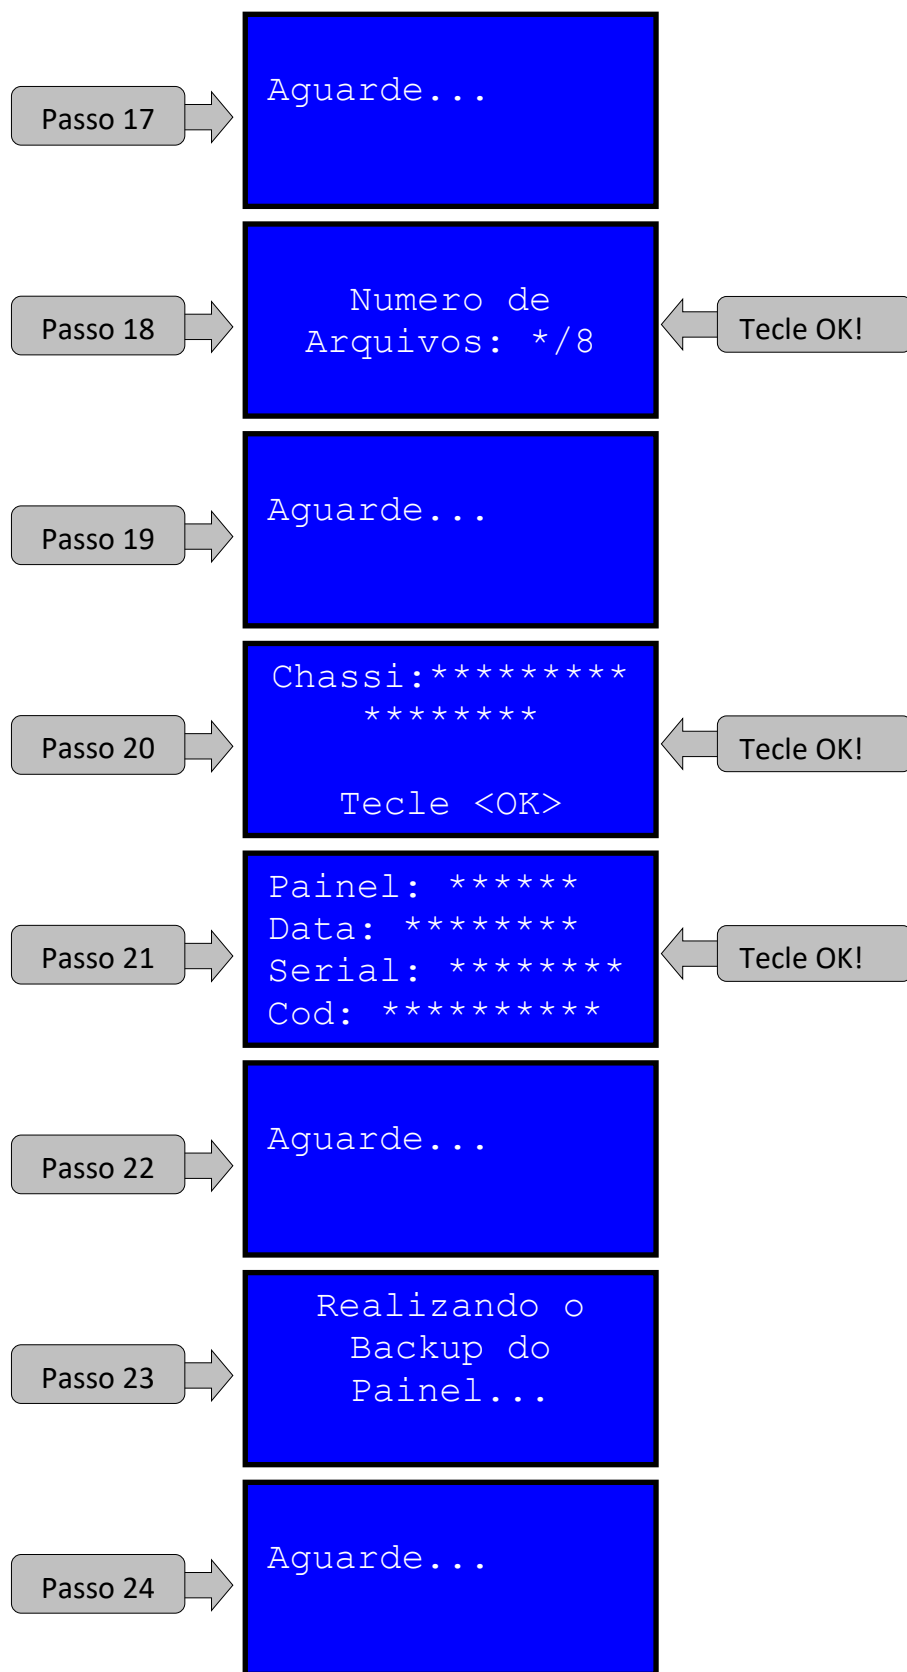 Passo 17
Aguarde...
Passo 18
Numero de
Arquivos: */8
Tecle OK!
Passo 19
Aguarde...
Passo 20
Chassi:*********
********
Tecle <OK>
Tecle OK!
Passo 21
Painel: ******
Data: ********
Serial: ********
Cod: **********
Tecle OK!
Passo 22
Aguarde...
Passo 23
Realizando o
Backup do
Painel...
Passo 24
Aguarde...